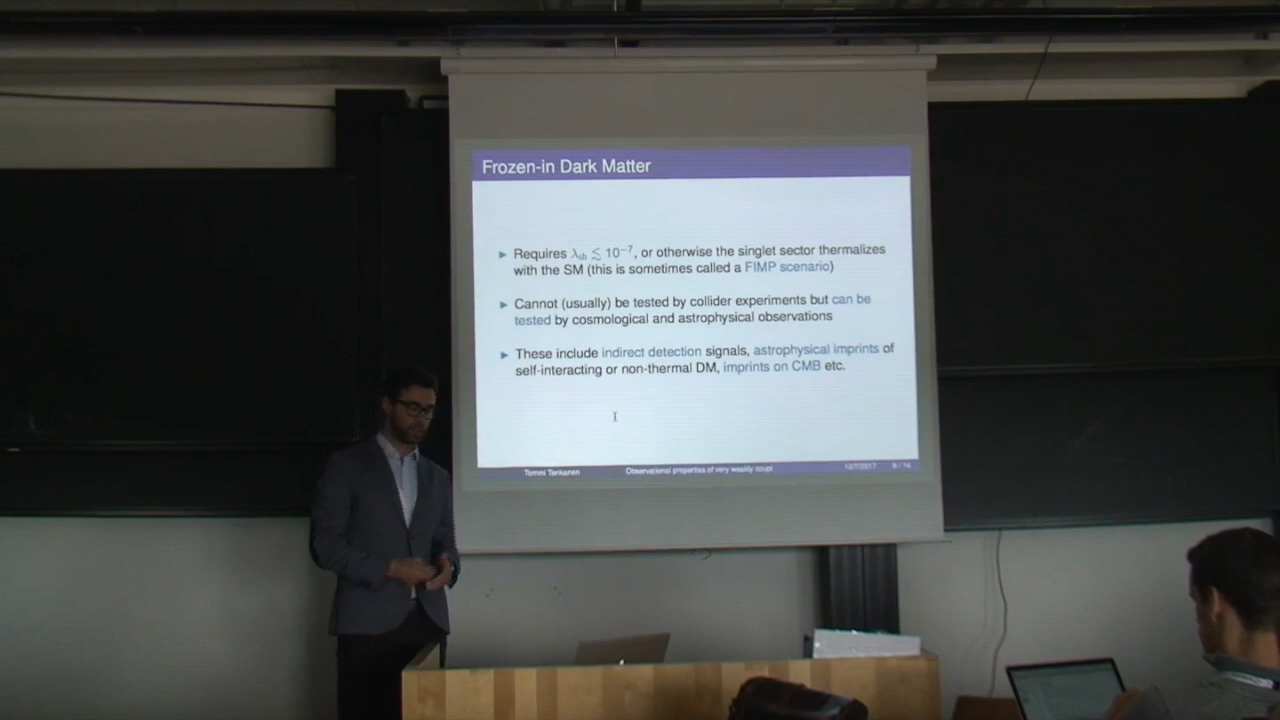 Frozen-in Dark Matter
► Requires λsh ≲ 10⁻⁷, or otherwise the singlet sector thermalizes
with the SM (this is sometimes called a FIMP scenario)
► Cannot (usually) be tested by collider experiments but can be
tested by cosmological and astrophysical observations
► These include indirect detection signals, astrophysical imprints of
self-interacting or non-thermal DM, imprints on CMB etc.
Tommi Tenkanen Observational properties of very weakly coupl 12/7/2017 / 14